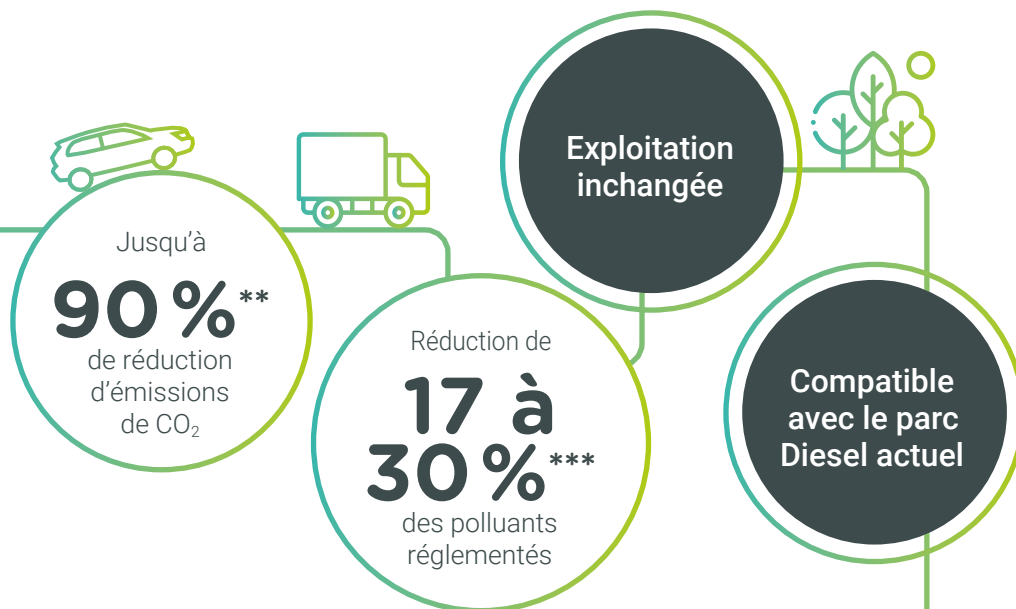 Jusqu’à
90 %**
de réduction
d’émissions
de CO₂
Réduction de
17 à
30 %***
des polluants
réglementés
Exploitation
inchangée
Compatible
avec le parc
Diesel actuel